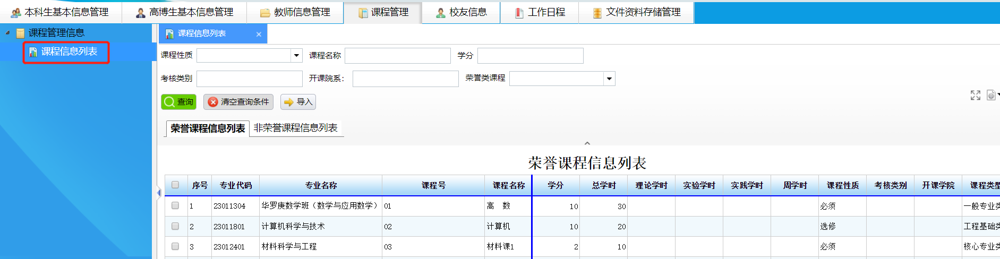 本科生基本信息管理 高博生基本信息管理 教师信息管理 课程管理 校友信息 工作日程 文件资料存储管理
课程管理信息
课程信息列表
课程信息列表
课程性质 课程名称 学分
考核类别 开课院系： 荣誉类课程
查询 清空查询条件 导入
荣誉课程信息列表 非荣誉课程信息列表
荣誉课程信息列表
序号 专业代码 专业名称 课程号 课程名称 学分 总学时 理论学时 实验学时 实践学时 周学时 课程性质 考核类别 开课学院 课程类型
1 23011304 华罗庚数学班（数学与应用数学） 01 高 数 10 30 必须 一般专业类
2 23011801 计算机科学与技术 02 计算机 10 20 选修 工程基础类
3 23012401 材料科学与工程 03 材料课1 2 10 必须 核心专业类